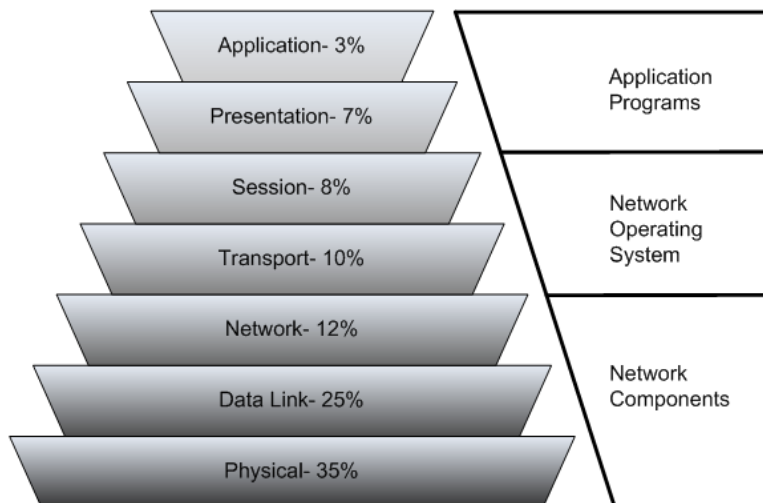 Application- 3%
Presentation- 7%
Session- 8%
Transport- 10%
Network- 12%
Data Link- 25%
Physical- 35%
Application
Programs
Network
Operating
System
Network
Components